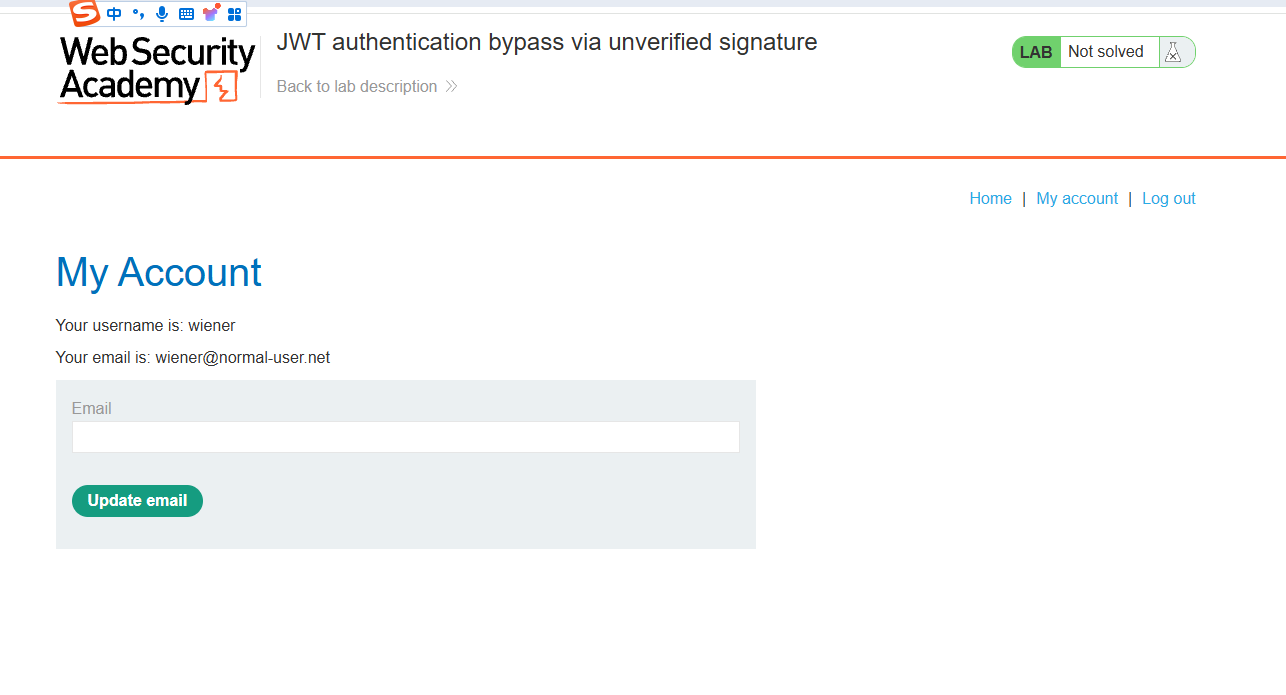 中
JWT authentication bypass via unverified signature
Web Security
Academy
Back to lab description
LAB Not solved
Home | My account | Log out
My Account
Your username is: wiener
Your email is: wiener@normal-user.net
Email
Update email